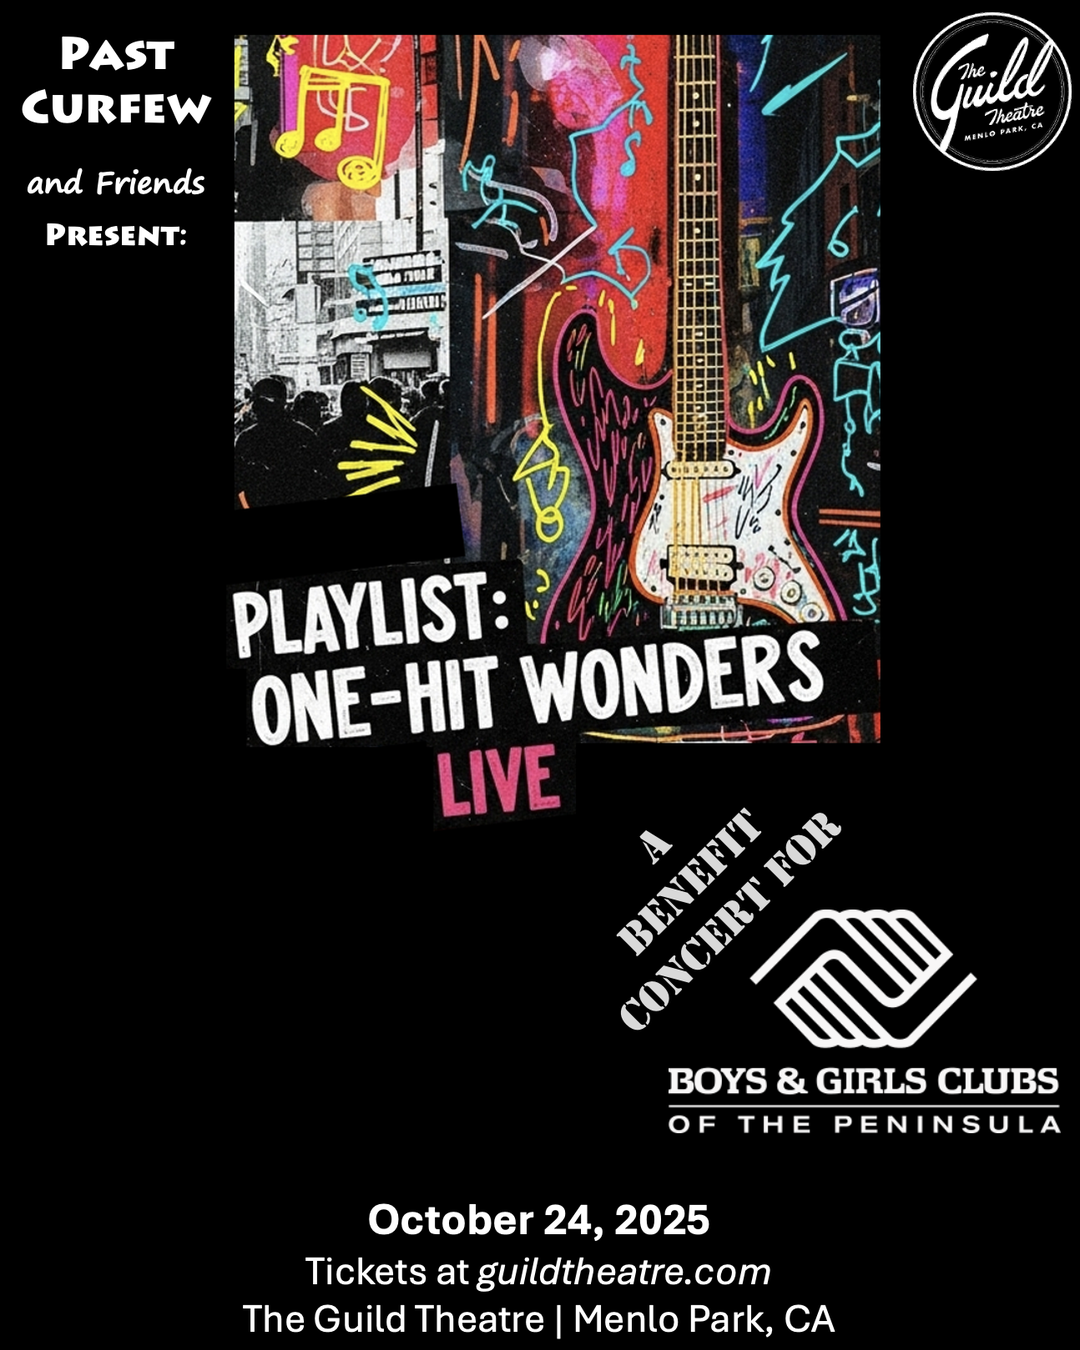 PAST
CURFEW
and Friends
PRESENT:
The
Guild
Theatre
MENLO PARK, CA
PLAYLIST:
ONE-HIT WONDERS
LIVE
A
BENEFIT
CONCERT FOR
BOYS & GIRLS CLUBS
OF THE PENINSULA
October 24, 2025
Tickets at guildtheatre.com
The Guild Theatre | Menlo Park, CA